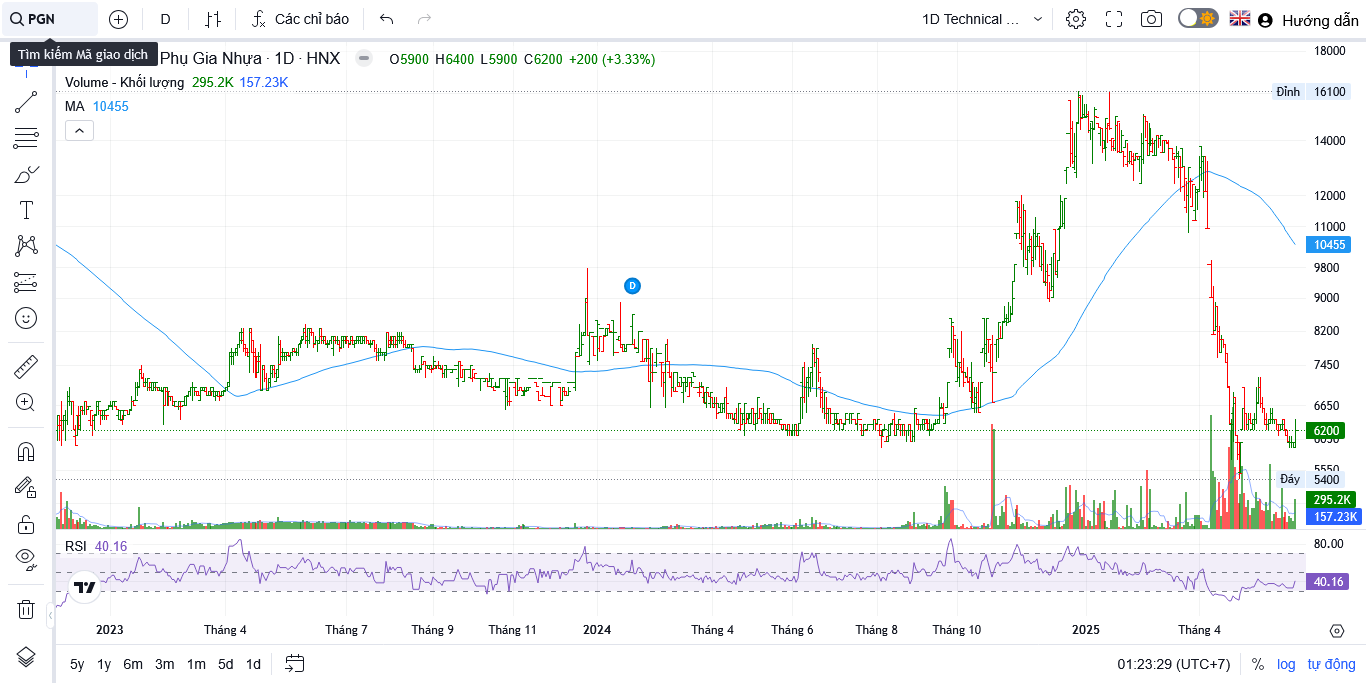 PGN
D
Các chỉ báo
1D Technical ...
Hướng dẫn
Tìm kiếm Mã giao dịch
Phụ Gia Nhựa · 1D · HNX
O5900 H6400 L5900 C6200 +200 (+3.33%)
Volume - Khối lượng 295.2K 157.23K
MA 10455
18000
Đỉnh 16100
14000
12000
11000
10455
9800
D
9000
8200
7450
6650
6200
6050
5550
Đáy 5400
295.2K
157.23K
RSI 40.16
80.00
40.16
2023 Tháng 4 Tháng 7 Tháng 9 Tháng 11 2024 Tháng 4 Tháng 6 Tháng 8 Tháng 10 2025 Tháng 4
5y 1y 6m 3m 1m 5d 1d
01:23:29 (UTC+7) % log tự động